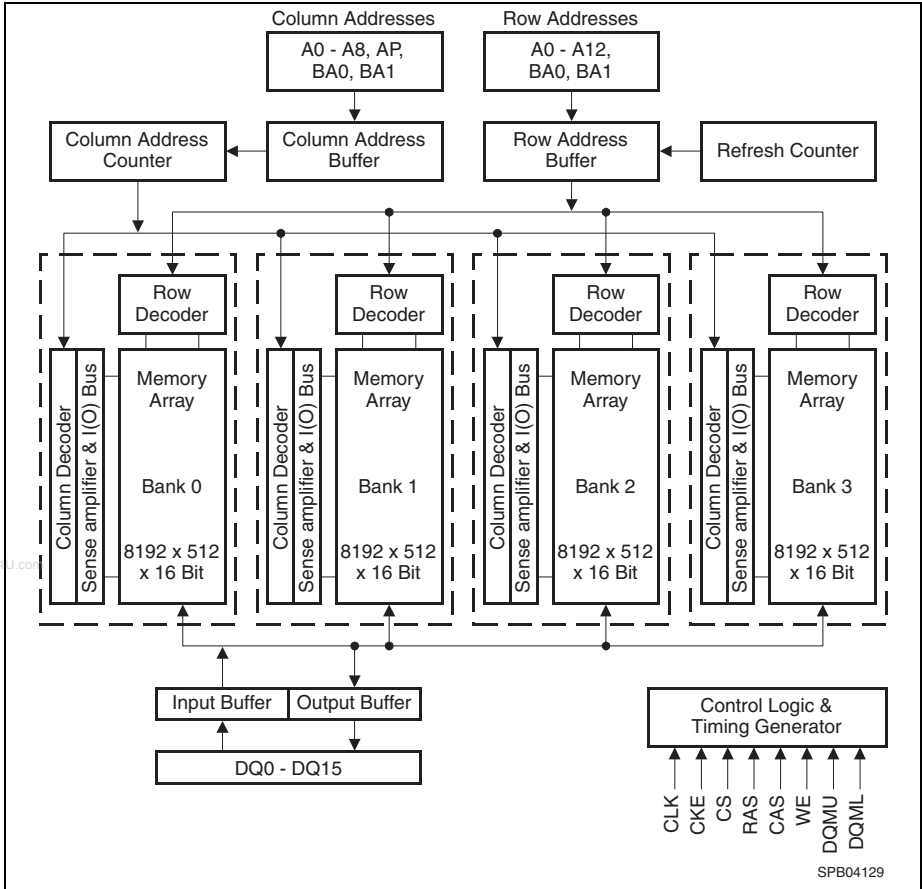 Column Addresses
Row Addresses
A0 - A8, AP,
BA0, BA1
A0 - A12,
BA0, BA1
Column Address
Counter
Column Address
Buffer
Row Address
Buffer
Refresh Counter
Row
Decoder
Row
Decoder
Row
Decoder
Row
Decoder
Column Decoder
Sense amplifier & I(O) Bus
Memory
Array
Bank 0
8192 x 512
x 16 Bit
Column Decoder
Sense amplifier & I(O) Bus
Memory
Array
Bank 1
8192 x 512
x 16 Bit
Column Decoder
Sense amplifier & I(O) Bus
Memory
Array
Bank 2
8192 x 512
x 16 Bit
Column Decoder
Sense amplifier & I(O) Bus
Memory
Array
Bank 3
8192 x 512
x 16 Bit
Input Buffer
Output Buffer
DQ0 - DQ15
Control Logic &
Timing Generator
CLK
CKE
CS
RAS
CAS
WE
DQMU
DQML
SPB04129